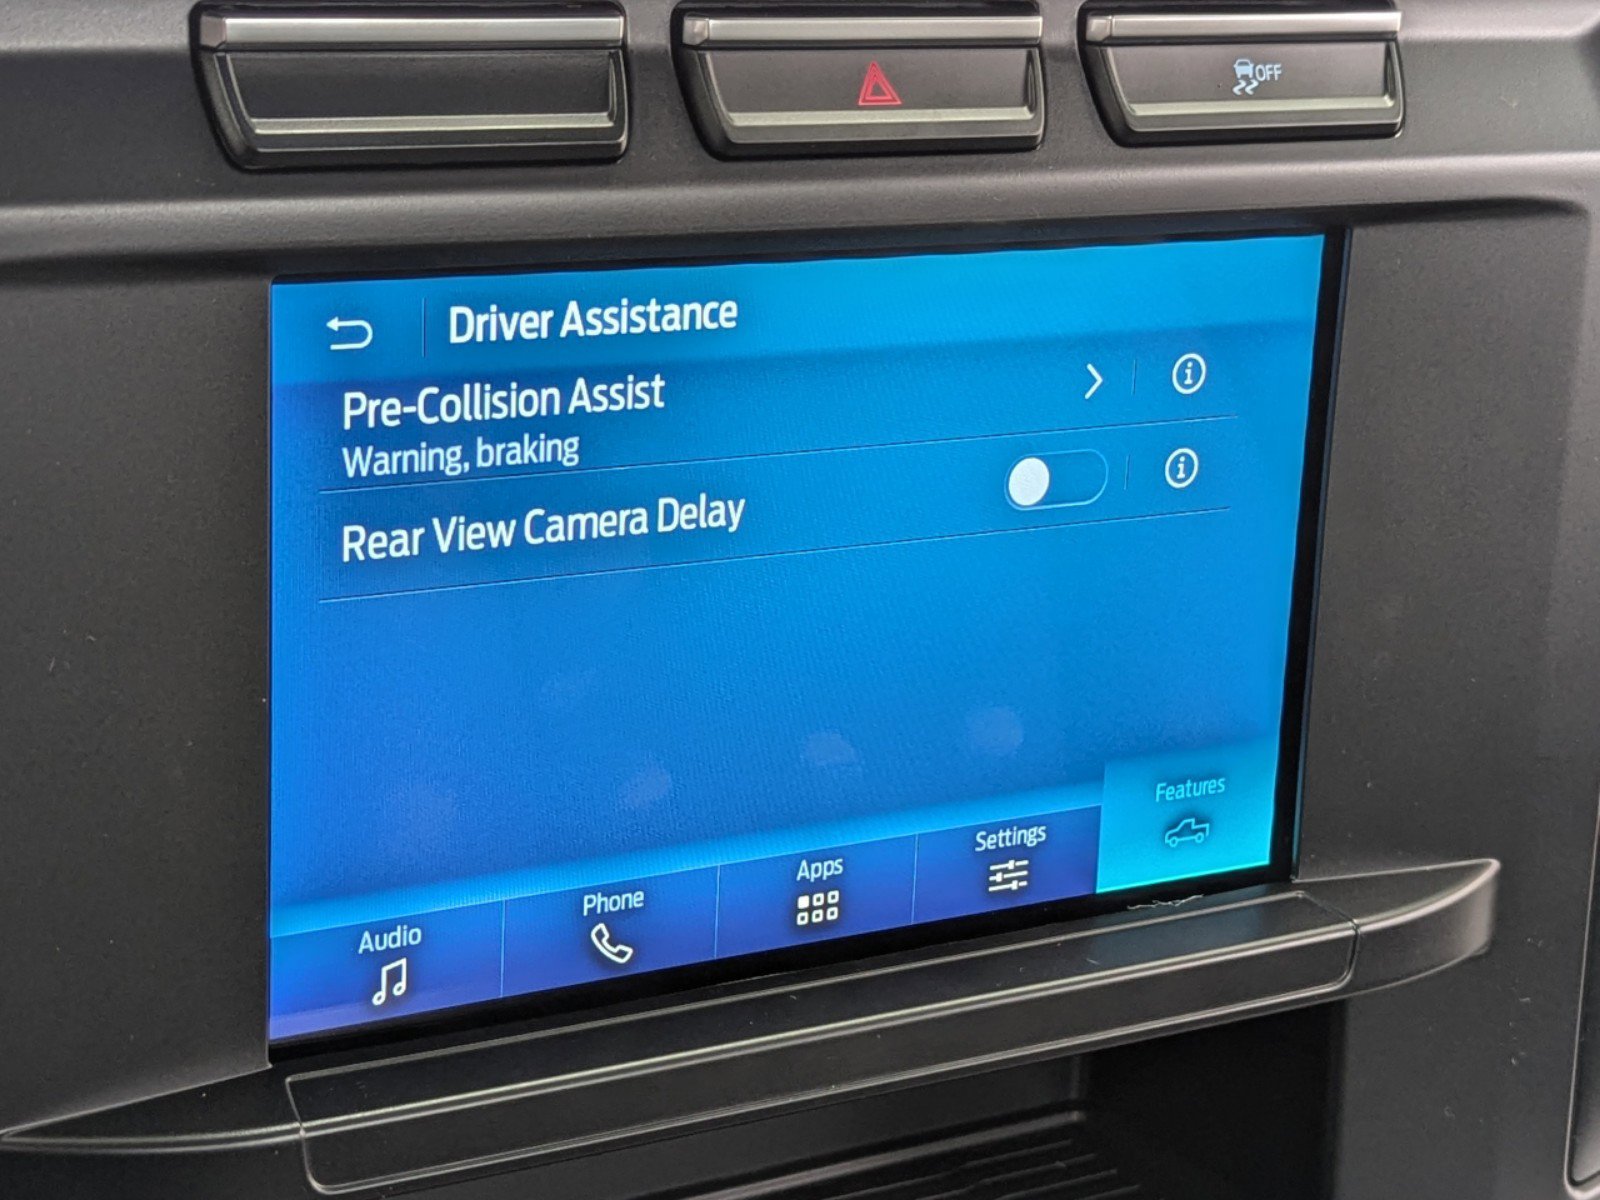 OFF
Driver Assistance
Pre-Collision Assist
Warning, braking
Rear View Camera Delay
Audio
Phone
Apps
Settings
Features